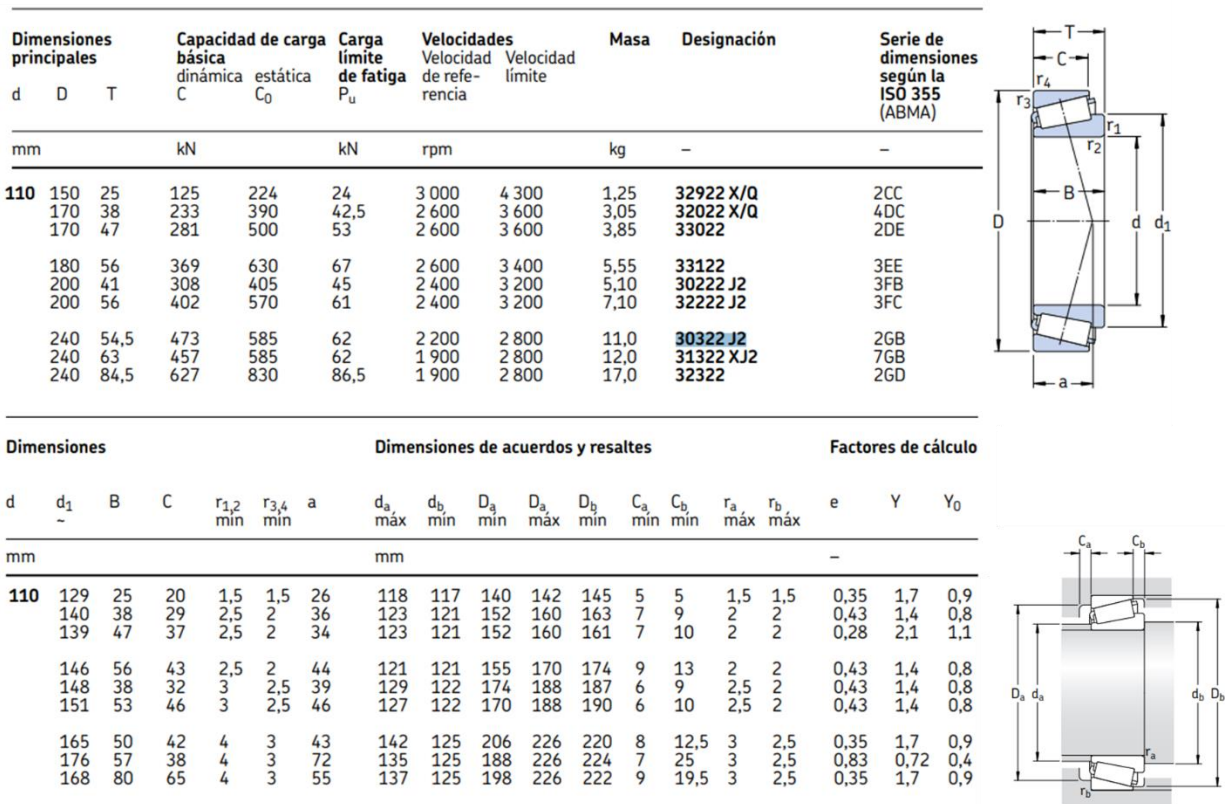 Dimensiones principales Capacidad de carga básica Carga límite de fatiga Velocidades Masa Designación Serie de dimensiones según la ISO 355 (ABMA)
dinámica estática Velocidad de refe- rencia Velocidad límite
d D T C C0 Pu
mm kN kN rpm kg – –
110 150 25 125 224 24 3 000 4 300 1,25 32922 X/Q 2CC
170 38 233 390 42,5 2 600 3 600 3,05 32022 X/Q 4DC
170 47 281 500 53 2 600 3 600 3,85 33022 2DE
180 56 369 630 67 2 600 3 400 5,55 33122 3EE
200 41 308 405 45 2 400 3 200 5,10 30222 J2 3FB
200 56 402 570 61 2 400 3 200 7,10 32222 J2 3FC
240 54,5 473 585 62 2 200 2 800 11,0 30322 J2 2GB
240 63 457 585 62 1 900 2 800 12,0 31322 XJ2 7GB
240 84,5 627 830 86,5 1 900 2 800 17,0 32322 2GD
T
C
r4
r3
r1
r2
B
D d d1
a
Dimensiones Dimensiones de acuerdos y resaltes Factores de cálculo
d d1 B C r1,2 r3,4 a da db Da Da Db Ca Cb ra rb e Y Y0
~ mín mín máx mín mín máx mín mín mín máx máx
mm mm –
110 129 25 20 1,5 1,5 26 118 117 140 142 145 5 5 1,5 1,5 0,35 1,7 0,9
140 38 29 2,5 2 36 123 121 152 160 163 7 9 2 2 0,43 1,4 0,8
139 47 37 2,5 2 34 123 121 152 160 161 7 10 2 2 0,28 2,1 1,1
146 56 43 2,5 2 44 121 121 155 170 174 9 13 2 2 0,43 1,4 0,8
148 38 32 3 2,5 39 129 122 174 188 187 6 9 2,5 2 0,43 1,4 0,8
151 53 46 3 2,5 46 127 122 170 188 190 6 10 2,5 2 0,43 1,4 0,8
165 50 42 4 3 43 142 125 206 226 220 8 12,5 3 2,5 0,35 1,7 0,9
176 57 38 4 3 72 135 125 188 226 224 7 25 3 2,5 0,83 0,72 0,4
168 80 65 4 3 55 137 125 198 226 222 9 19,5 3 2,5 0,35 1,7 0,9
Ca Cb
Da da db Db
ra
rb